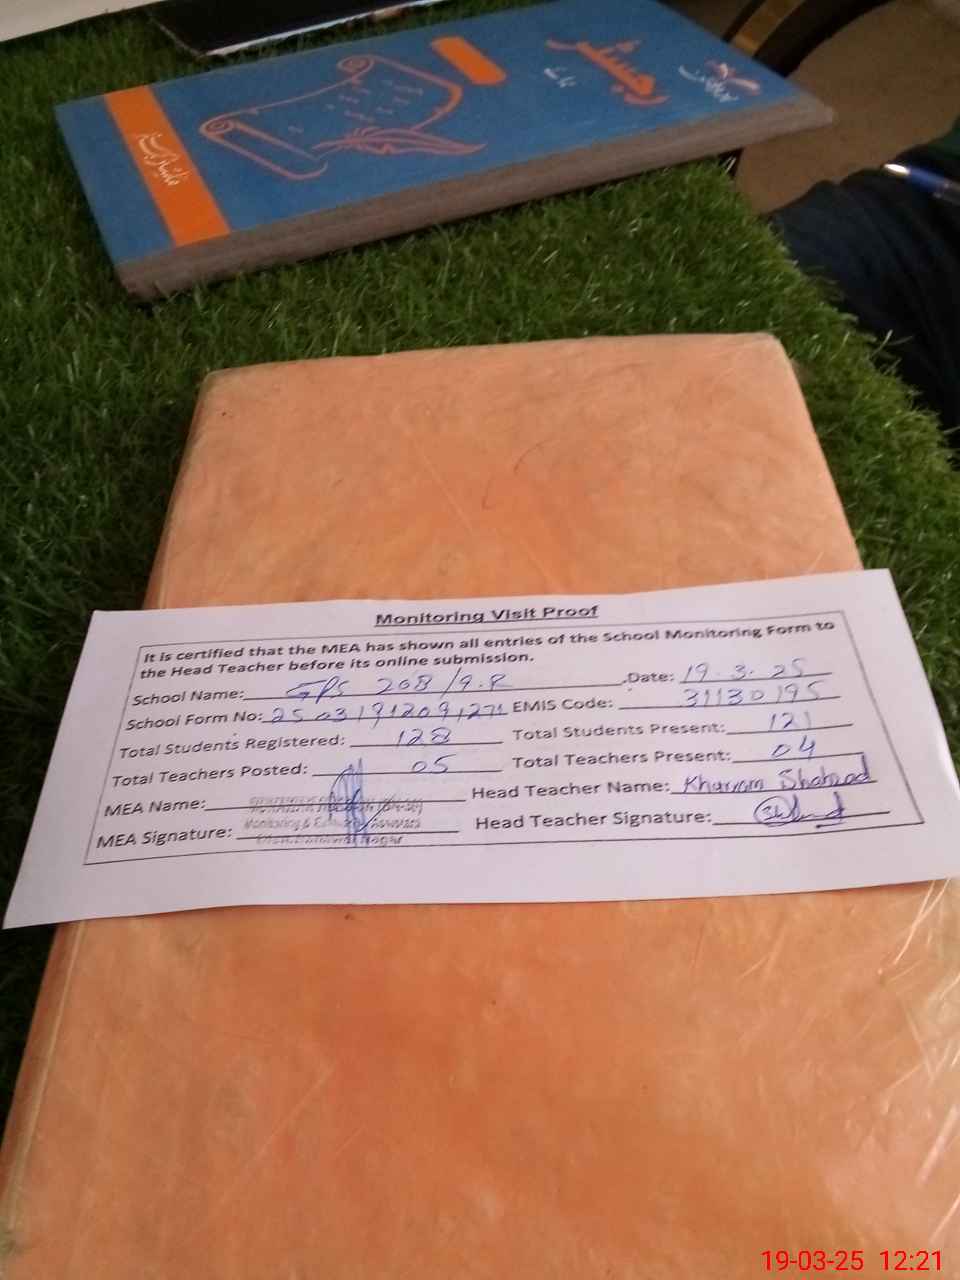 رجسٹر
برائے
Monitoring Visit Proof
It is certified that the MEA has shown all entries of the School Monitoring Form to
the Head Teacher before its online submission.
School Name: GPS 208/9.R Date: 19.3.25
School Form No: EMIS Code: 31130195
Total Students Registered: 128 Total Students Present: 121
Total Teachers Posted: 05 Total Teachers Present: 04
MEA Name: Head Teacher Name: Khurram Shahzad
Monitoring &
MEA Signature: Head Teacher Signature:
19-03-25 12:21